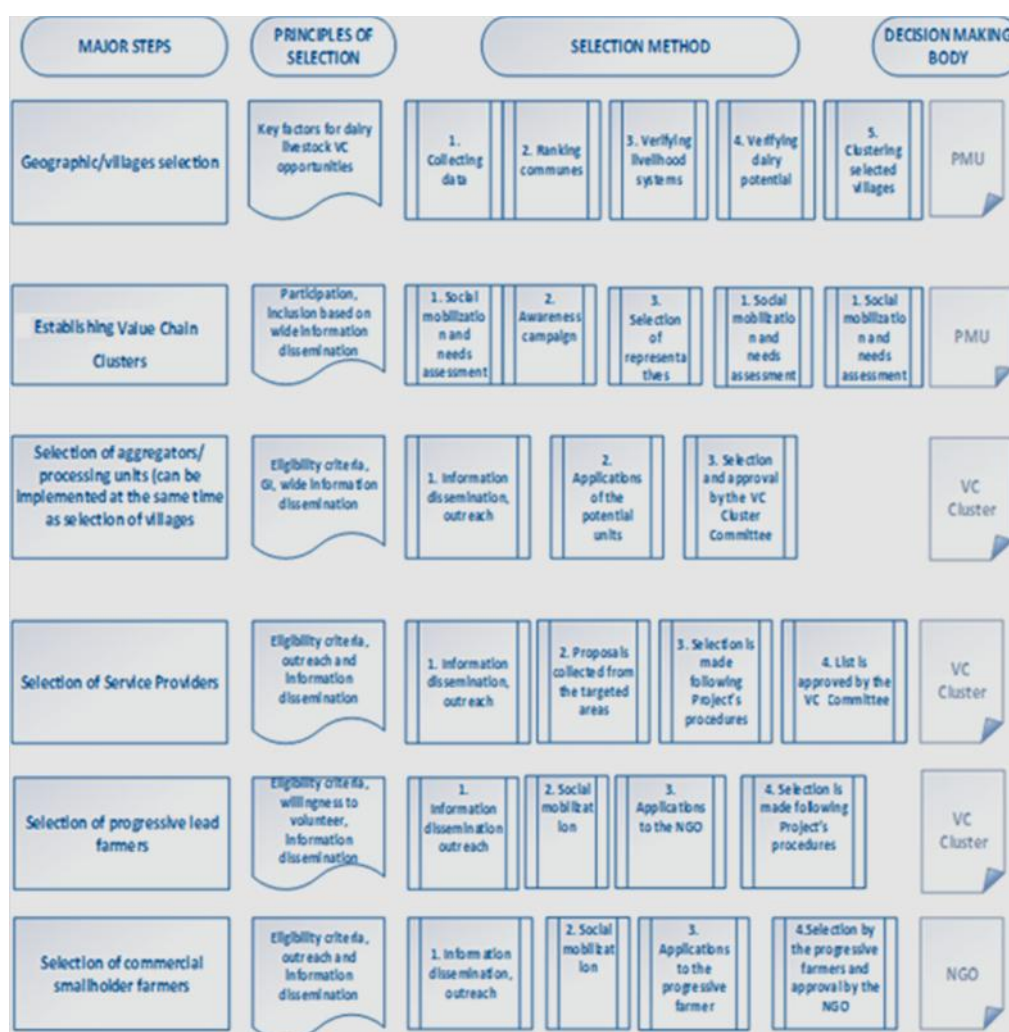 MAJOR STEPS
PRINCIPLES OF
SELECTION
SELECTION METHOD
DECISION MAKING
BODY
Geographic/villages selection
Key factors for dairy
livestock VC
opportunities
1.
Collecting
data
2. Ranking
communes
3. Verifying
livelihood
systems
4. Verifying
dairy
potential
5.
Clustering
selected
villages
PMU
Establishing Value Chain
Clusters
Participation,
Inclusion based on
wide information
dissemination
1. Social
mobilizatio
n and
needs
assessment
2.
Awareness
campaign
3.
Selection
of
representa
tives
1. Social
mobilizatio
n and
needs
assessment
1. Social
mobilizatio
n and
needs
assessment
PMU
Selection of aggregators/
processing units (can be
implemented at the same time
as selection of villages
Eligibility criteria,
GI, wide information
dissemination
1. Information
dissemination,
outreach
2.
Applications
of the
potential
units
3. Selection
and approval
by the VC
Cluster
Committee
VC
Cluster
Selection of Service Providers
Eligibility criteria,
outreach and
Information
dissemination
1. Information
dissemination,
outreach
2. Proposals
collected from
the targeted
areas
3. Selection is
made
following
Project's
procedures
4. List is
approved by the
VC Committee
VC
Cluster
Selection of progressive lead
farmers
Eligibility criteria,
willingness to
volunteer,
Information
dissemination
1.
Information
dissemination
outreach
2. Social
mobilizat
ion
3.
Applications
to the NGO
4. Selection is
made following
Project's
procedures
VC
Cluster
Selection of commercial
smallholder farmers
Eligibility criteria,
outreach and
Information
dissemination
1. Information
dissemination,
outreach
2. Social
mobilizat
ion
3.
Applications
to the
progressive
farmer
4.Selection by
the progressive
farmers and
approval by the
NGO
NGO